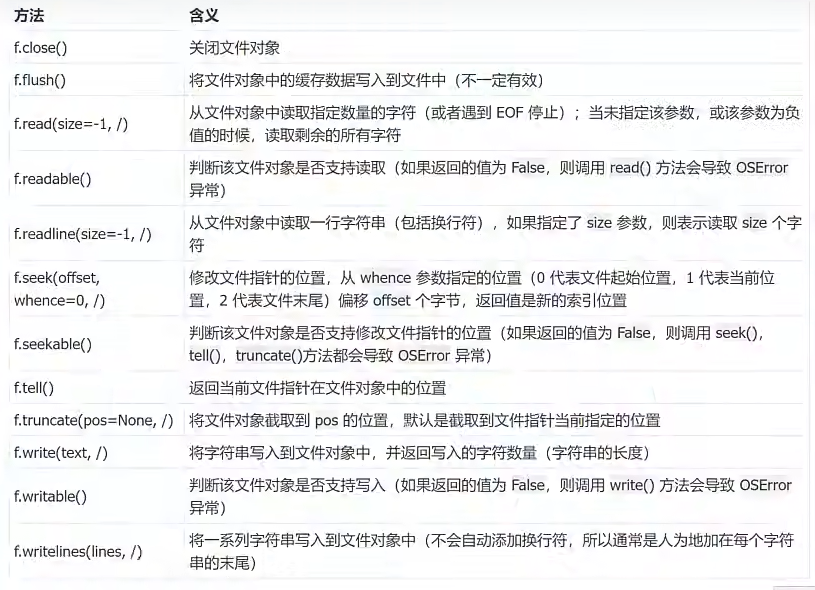 方法 含义
f.close() 关闭文件对象
f.flush() 将文件对象中的缓存数据写入到文件中（不一定有效）
f.read(size=-1, /) 从文件对象中读取指定数量的字符（或者遇到 EOF 停止）；当未指定该参数，或该参数为负
值的时候，读取剩余的所有字符
f.readable() 判断该文件对象是否支持读取（如果返回的值为 False，则调用 read() 方法会导致 OSError
异常）
f.readline(size=-1, /) 从文件对象中读取一行字符串（包括换行符），如果指定了 size 参数，则表示读取 size 个字
符
f.seek(offset, 修改文件指针的位置，从 whence 参数指定的位置（0 代表文件起始位置，1 代表当前位
whence=0, /) 置，2 代表文件末尾）偏移 offset 个字节，返回值是新的索引位置
f.seekable() 判断该文件对象是否支持修改文件指针的位置（如果返回的值为 False，则调用 seek()，
tell()，truncate()方法都会导致 OSError 异常）
f.tell() 返回当前文件指针在文件对象中的位置
f.truncate(pos=None, /) 将文件对象截取到 pos 的位置，默认是截取到文件指针当前指定的位置
f.write(text, /) 将字符串写入到文件对象中，并返回写入的字符数量（字符串的长度）
f.writable() 判断该文件对象是否支持写入（如果返回的值为 False，则调用 write() 方法会导致 OSError
异常）
f.writelines(lines, /) 将一系列字符串写入到文件对象中（不会自动添加换行符，所以通常是人为地加在每个字符
串的末尾）